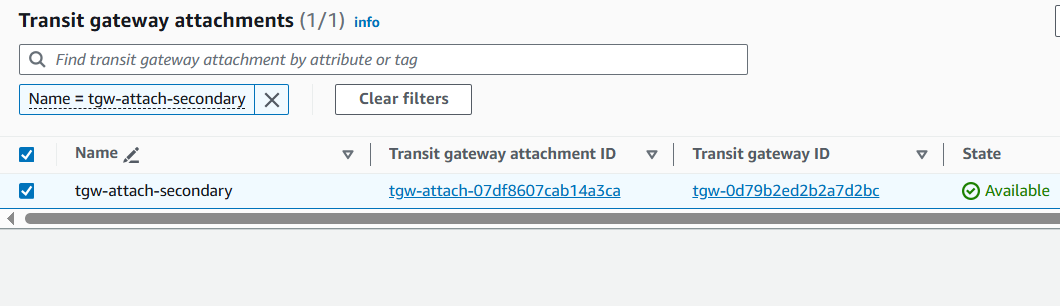 Transit gateway attachments (1/1) info
Find transit gateway attachment by attribute or tag
Name = tgw-attach-secondary
Clear filters
Name Transit gateway attachment ID Transit gateway ID State
tgw-attach-secondary tgw-attach-07df8607cab14a3ca tgw-0d79b2ed2b2a7d2bc Available